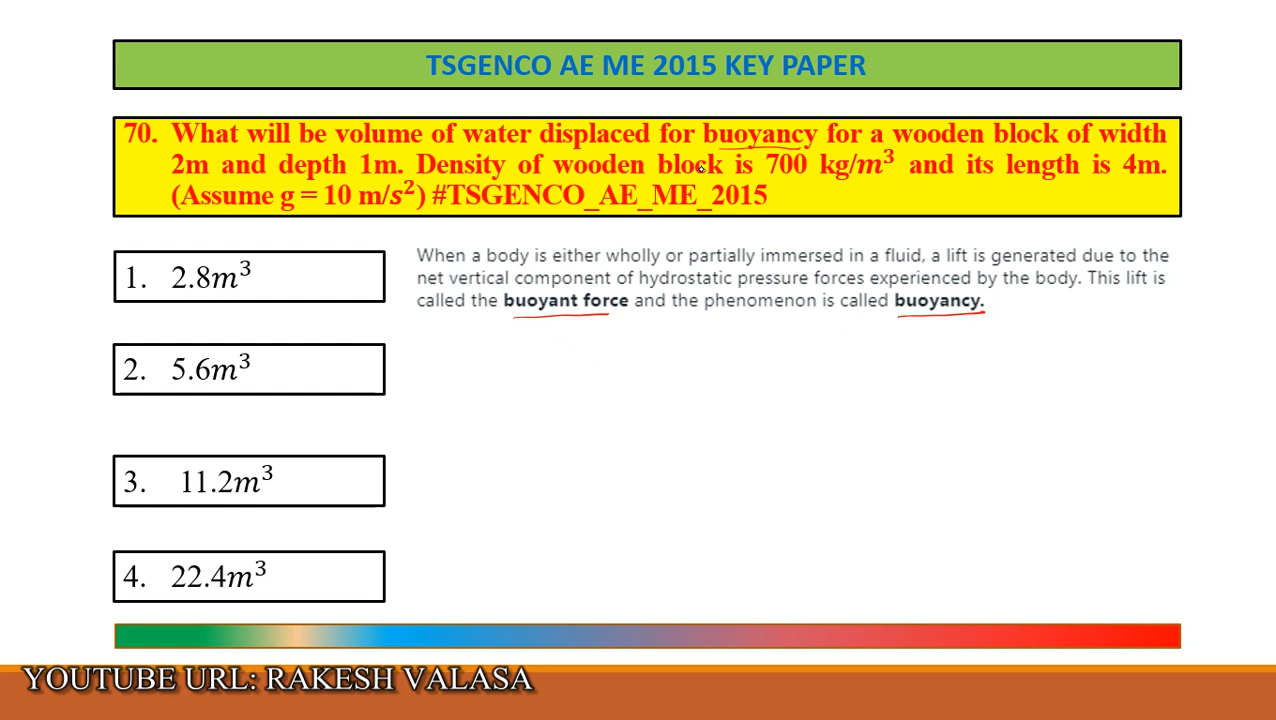 TSGENCO AE ME 2015 KEY PAPER
70. What will be volume of water displaced for buoyancy for a wooden block of width
2m and depth 1m. Density of wooden block is 700 kg/m³ and its length is 4m.
(Assume g = 10 m/s²) #TSGENCO_AE_ME_2015
1. 2.8m³
When a body is either wholly or partially immersed in a fluid, a lift is generated due to the
net vertical component of hydrostatic pressure forces experienced by the body. This lift is
called the buoyant force and the phenomenon is called buoyancy.
2. 5.6m³
3. 11.2m³
4. 22.4m³
YOUTUBE URL: RAKESH VALASA